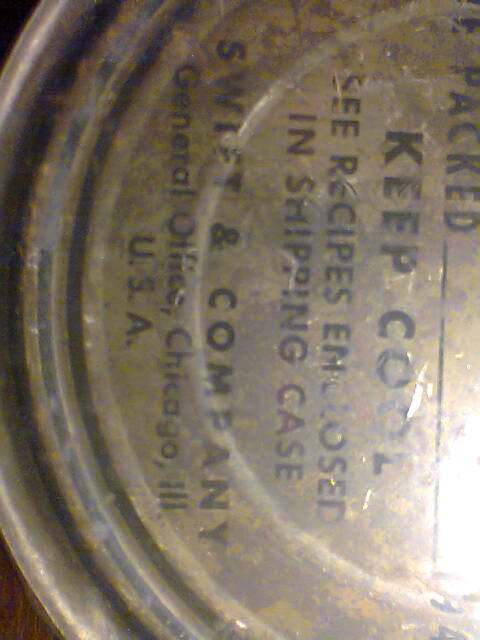 PACKED
KEEP COOL
SEE RECIPES ENCLOSED
IN SHIPPING CASE
SWIFT & COMPANY
General Office, Chicago, Ill
U.S.A.